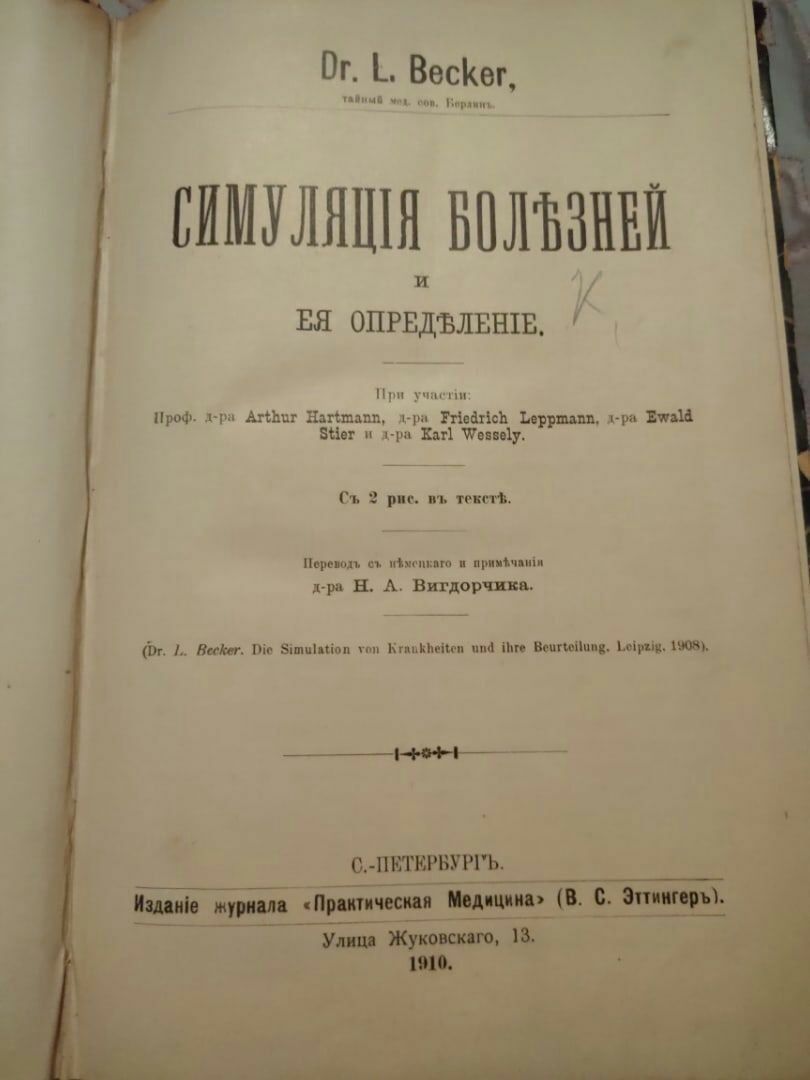 Dr. L. Becker,
тайный мед. сов. Берлинъ.
СИМУЛЯЦІЯ БОЛѢЗНЕЙ
И
ЕЯ ОПРЕДѢЛЕНІЕ.
К
При участіи:
Проф. д-ра Arthur Hartmann, д-ра Friedrich Leppmann, д-ра Ewald
Stier и д-ра Karl Wessely.
Съ 2 рис. въ текстѣ.
Переводъ съ нѣмецкаго и примѣчанія
д-ра Н. А. Вигдорчика.
(Dr. L. Becker. Die Simulation von Krankheiten und ihre Beurteilung. Leipzig. 1908).
С.-ПЕТЕРБУРГЪ.
Изданіе журнала «Практическая Медицина» (В. С. Эттингеръ).
Улица Жуковскаго, 13.
1910.